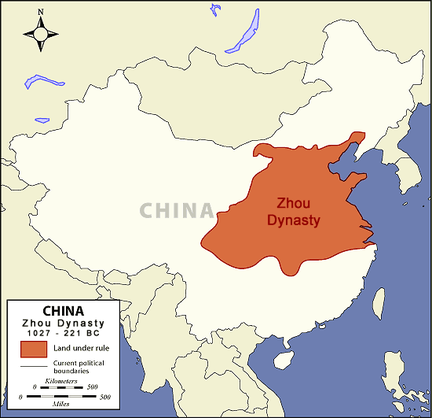 N
CHINA
Zhou
Dynasty
CHINA
Zhou Dynasty
1027 - 221 BC
Land under rule
Current political
boundaries
Kilometers
0 500
0 500
Miles